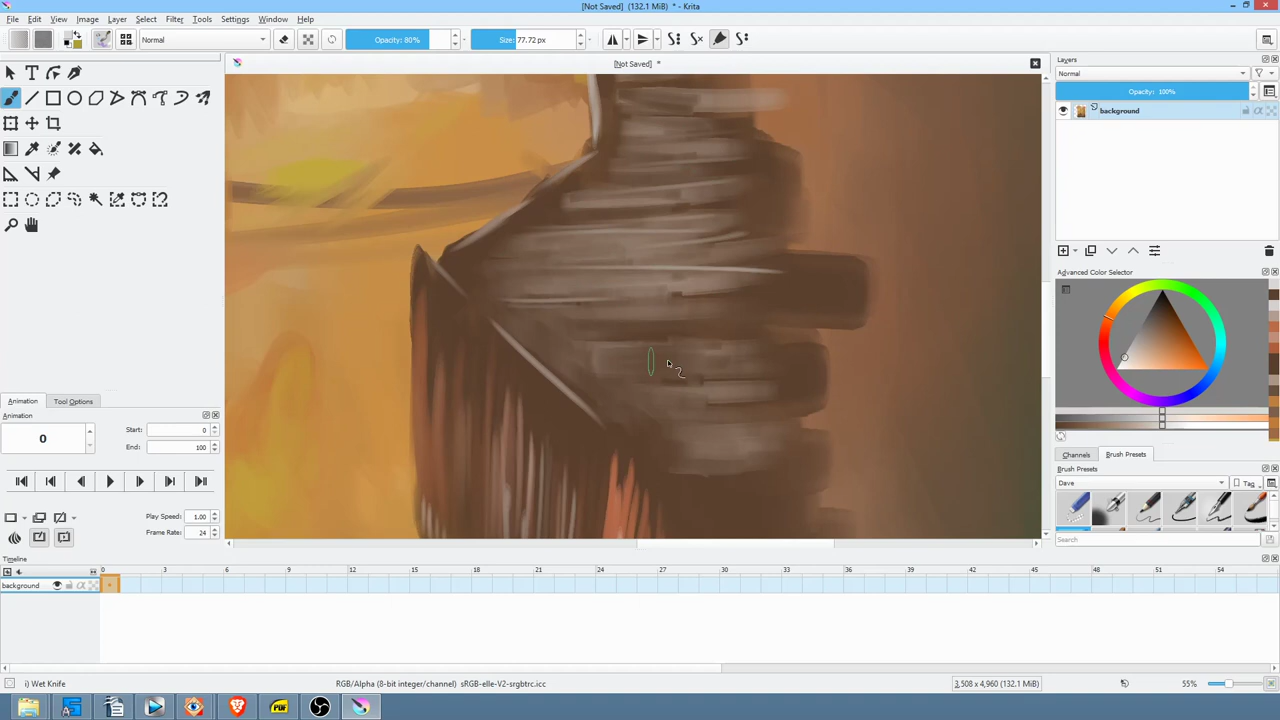 [Not Saved] (132.1 MiB) * - Krita
File Edit View Image Layer Select Filter Tools Settings Window Help
Normal Opacity: 80% Size: 77.72 px
[Not Saved] *
Layers
Normal
Opacity: 100%
background
Advanced Color Selector
Animation Tool Options
Animation
0 Start: 0
End: 100
Play Speed: 1.00
Frame Rate: 24
Channels Brush Presets
Brush Presets
Dave Tag
Search
Timeline
0 3 6 9 12 15 18 21 24 27 30 33 36 39 42 45 48 51 54
background
i) Wet Knife RGB/Alpha (8-bit integer/channel) sRGB-elle-V2-srgbtrc.icc 3,508 x 4,960 (132.1 MiB) 55%
PDF